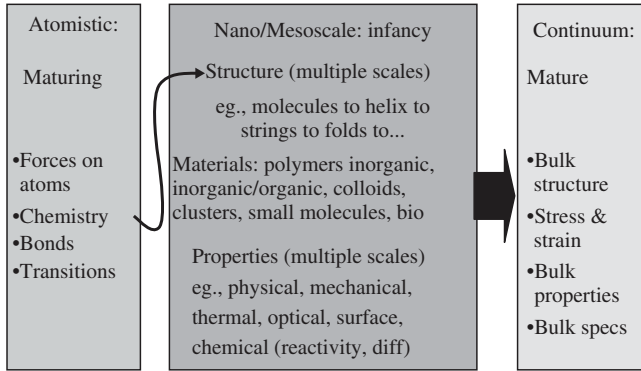 Atomistic:
Maturing
•Forces on
atoms
•Chemistry
•Bonds
•Transitions
Nano/Mesoscale: infancy
Structure (multiple scales)
eg., molecules to helix to
strings to folds to...
Materials: polymers inorganic,
inorganic/organic, colloids,
clusters, small molecules, bio
Properties (multiple scales)
eg., physical, mechanical,
thermal, optical, surface,
chemical (reactivity, diff)
Continuum:
Mature
•Bulk
structure
•Stress &
strain
•Bulk
properties
•Bulk specs